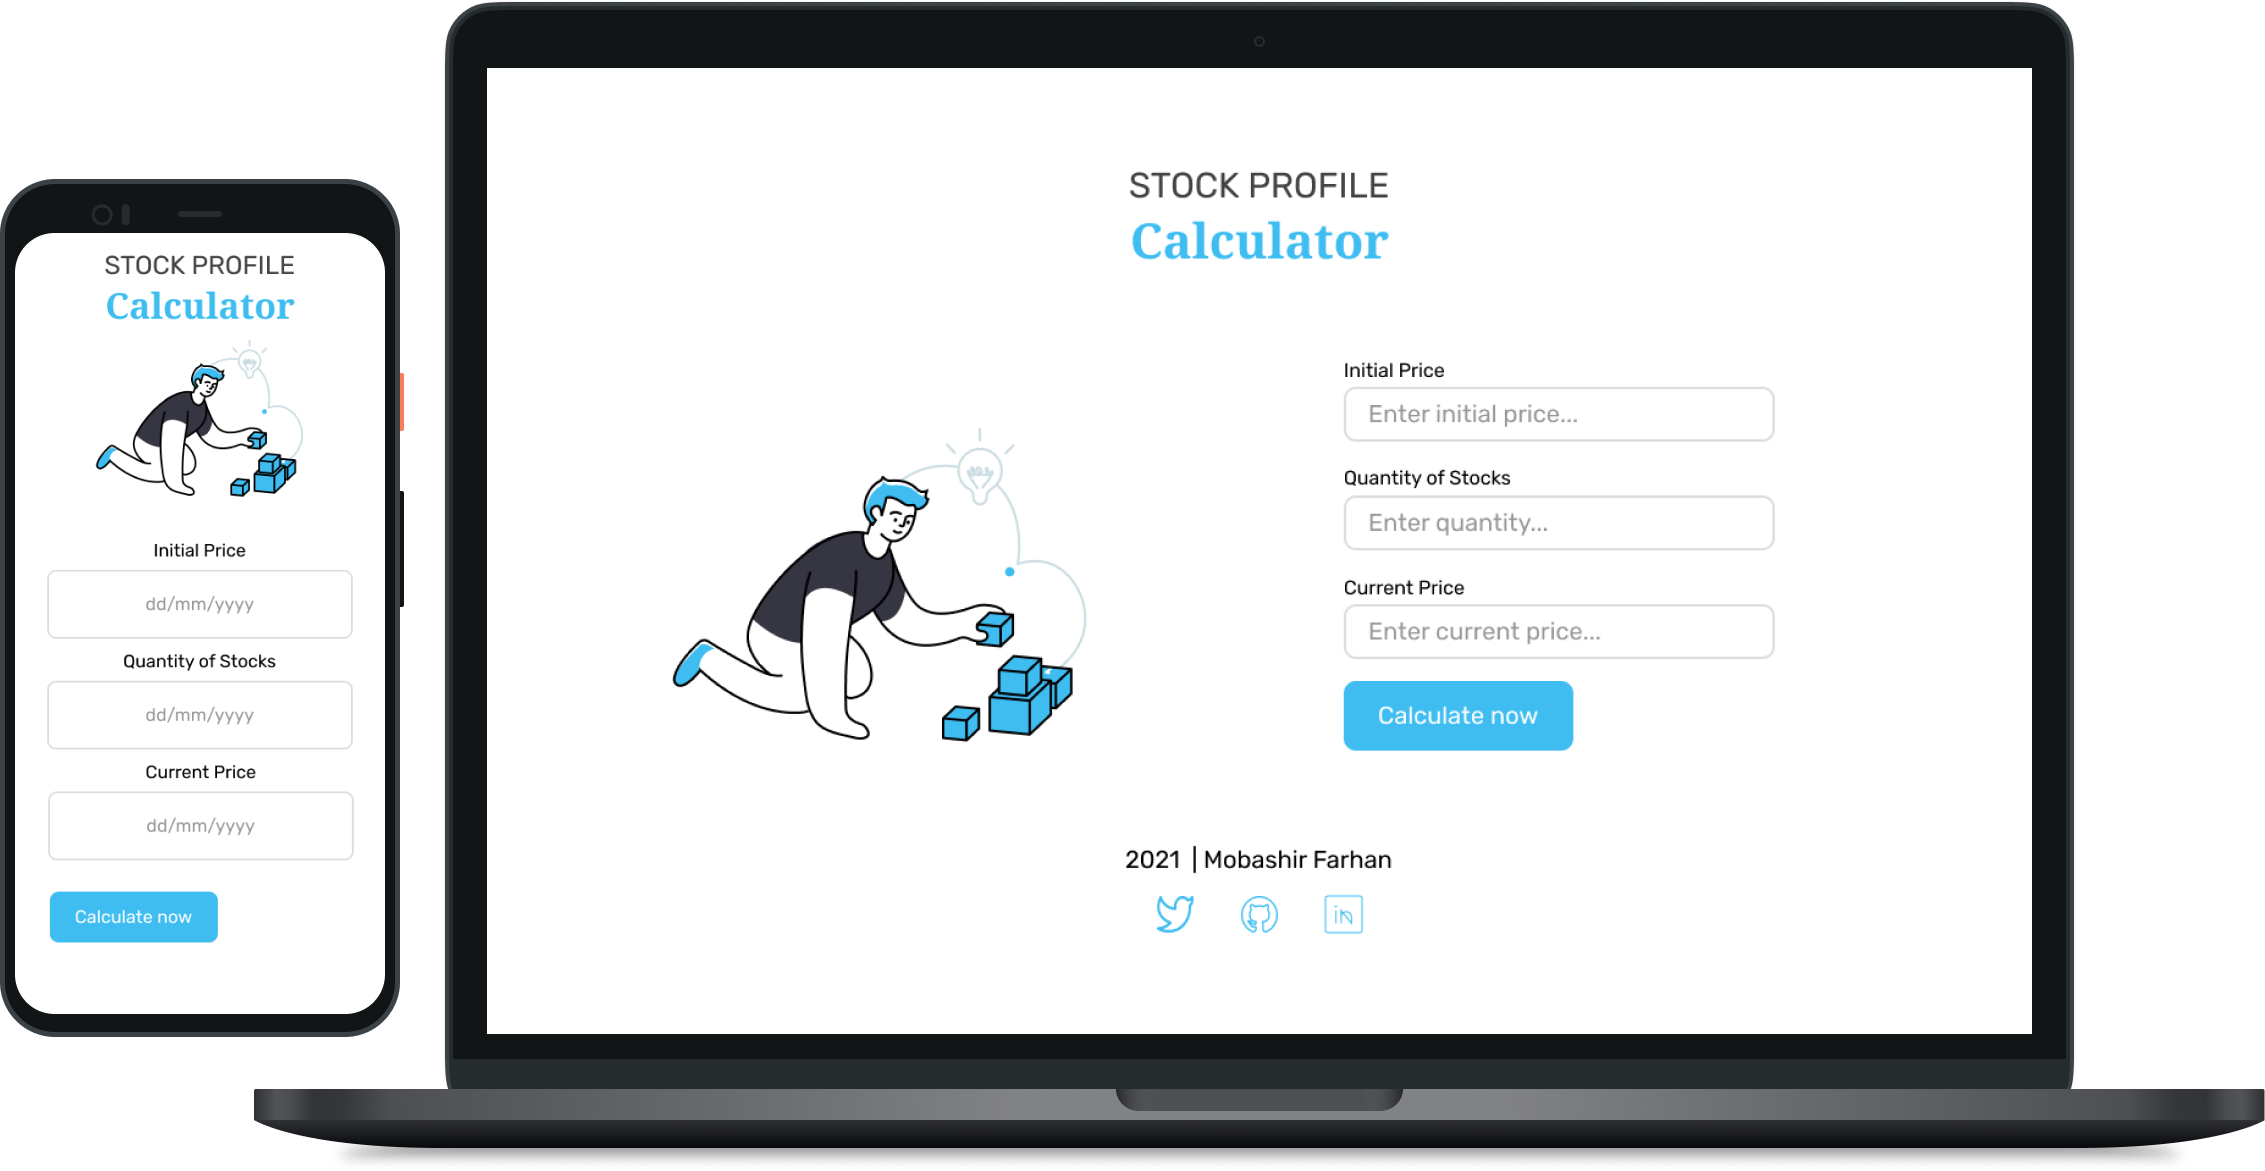 STOCK PROFILE
Calculator
Initial Price
dd/mm/yyyy
Quantity of Stocks
dd/mm/yyyy
Current Price
dd/mm/yyyy
Calculate now
STOCK PROFILE
Calculator
Initial Price
Enter initial price...
Quantity of Stocks
Enter quantity...
Current Price
Enter current price...
Calculate now
2021 | Mobashir Farhan
in